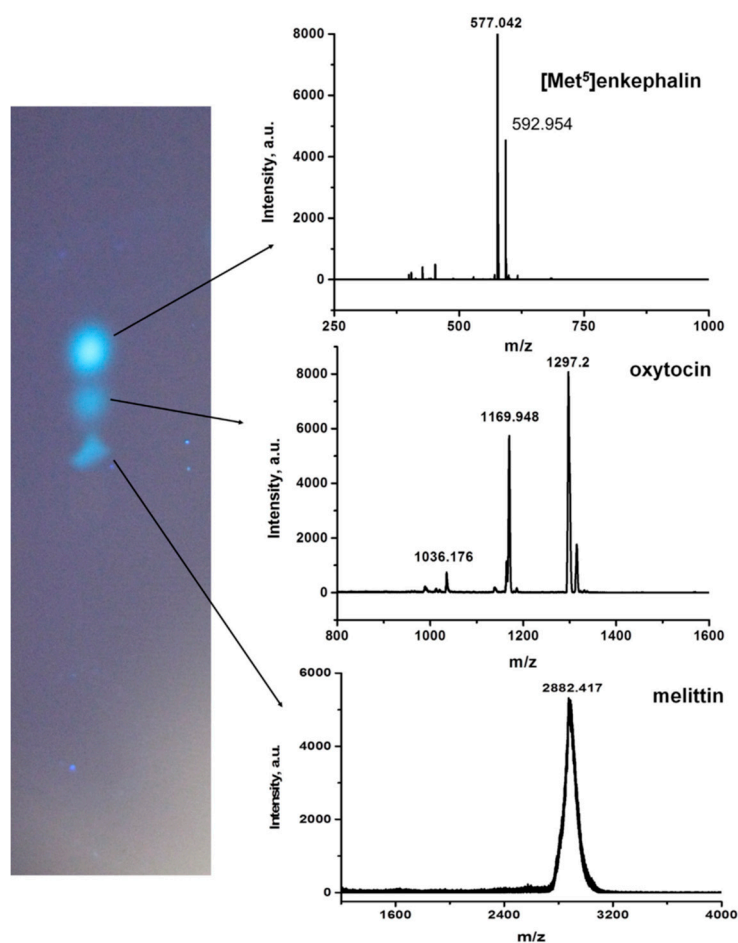 577.042
8000
[Met⁵]enkephalin
6000
592.954
4000
2000
0
Intensity, a.u.
250 500 750 1000
m/z
1297.2
8000
oxytocin
1169.948
6000
4000
2000
1036.176
0
Intensity, a.u.
800 1000 1200 1400 1600
m/z
6000
2882.417
melittin
4000
2000
0
Intensity, a.u.
1600 2400 3200 4000
m/z